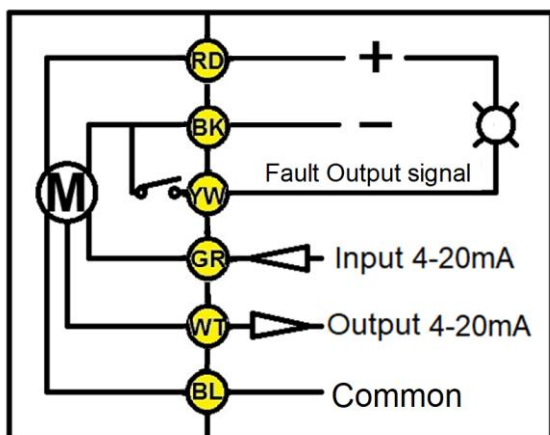 RD +
BK −
M
YW Fault Output signal
GR Input 4-20mA
WT Output 4-20mA
BL Common